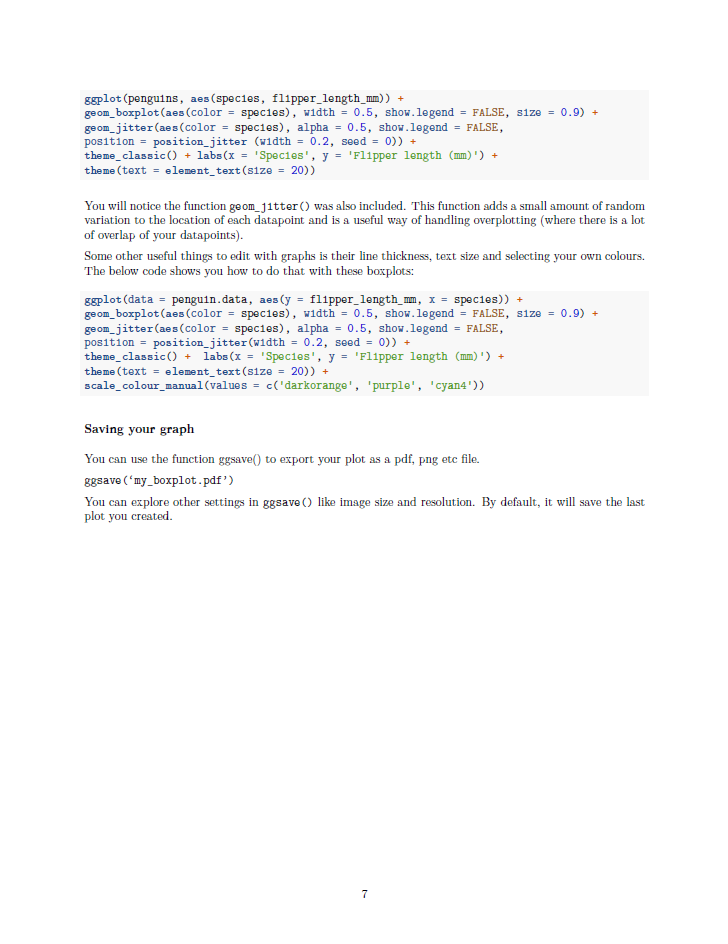 ggplot(penguins, aes(species, flipper_length_mm)) +
geom_boxplot(aes(color = species), width = 0.5, show.legend = FALSE, size = 0.9) +
geom_jitter(aes(color = species), alpha = 0.5, show.legend = FALSE,
position = position_jitter (width = 0.2, seed = 0)) +
theme_classic() + labs(x = 'Species', y = 'Flipper length (mm)') +
theme(text = element_text(size = 20))
You will notice the function geom_jitter() was also included. This function adds a small amount of random
variation to the location of each datapoint and is a useful way of handling overplotting (where there is a lot
of overlap of your datapoints).
Some other useful things to edit with graphs is their line thickness, text size and selecting your own colours.
The below code shows you how to do that with these boxplots:
ggplot(data = penguin.data, aes(y = flipper_length_mm, x = species)) +
geom_boxplot(aes(color = species), width = 0.5, show.legend = FALSE, size = 0.9) +
geom_jitter(aes(color = species), alpha = 0.5, show.legend = FALSE,
position = position_jitter(width = 0.2, seed = 0)) +
theme_classic() +  labs(x = 'Species', y = 'Flipper length (mm)') +
theme(text = element_text(size = 20)) +
scale_colour_manual(values = c('darkorange', 'purple', 'cyan4'))
Saving your graph
You can use the function ggsave() to export your plot as a pdf, png etc file.
ggsave(‘my_boxplot.pdf’)
You can explore other settings in ggsave() like image size and resolution. By default, it will save the last
plot you created.
7